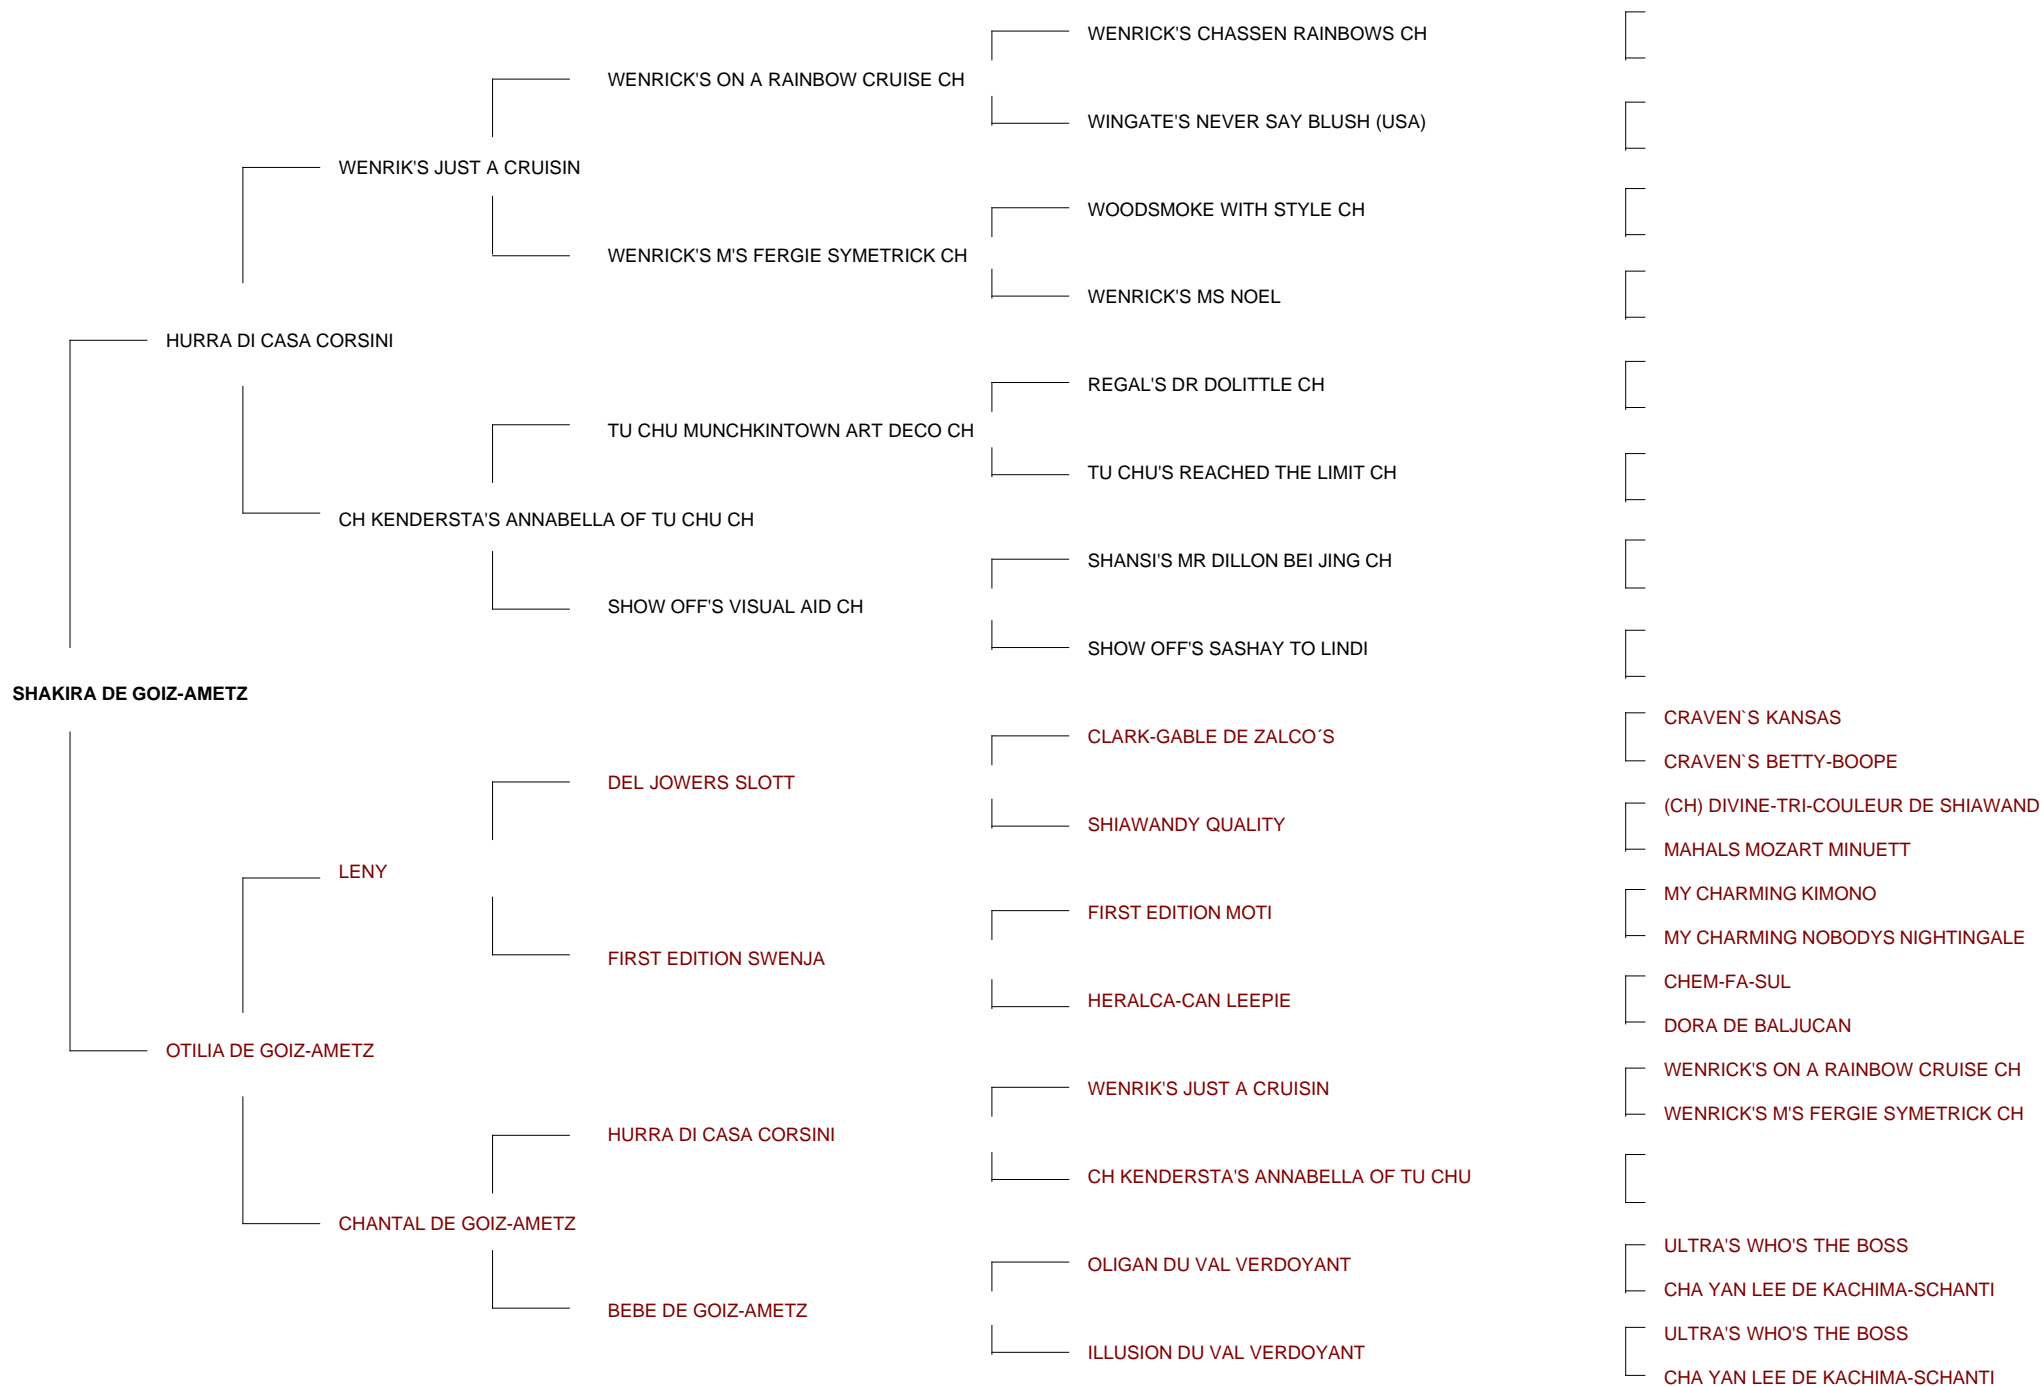 WENRICK'S CHASSEN RAINBOWS CH
WENRICK'S ON A RAINBOW CRUISE CH
WINGATE'S NEVER SAY BLUSH (USA)
WENRIK'S JUST A CRUISIN
WOODSMOKE WITH STYLE CH
WENRICK'S M'S FERGIE SYMETRICK CH
WENRICK'S MS NOEL
HURRA DI CASA CORSINI
REGAL'S DR DOLITTLE CH
TU CHU MUNCHKINTOWN ART DECO CH
TU CHU'S REACHED THE LIMIT CH
CH KENDERSTA'S ANNABELLA OF TU CHU CH
SHANSI'S MR DILLON BEI JING CH
SHOW OFF'S VISUAL AID CH
SHOW OFF'S SASHAY TO LINDI
SHAKIRA DE GOIZ-AMETZ
CRAVEN`S KANSAS
CLARK-GABLE DE ZALCO´S
CRAVEN`S BETTY-BOOPE
DEL JOWERS SLOTT
(CH) DIVINE-TRI-COULEUR DE SHIAWAND
SHIAWANDY QUALITY
MAHALS MOZART MINUETT
LENY
MY CHARMING KIMONO
FIRST EDITION MOTI
MY CHARMING NOBODYS NIGHTINGALE
FIRST EDITION SWENJA
CHEM-FA-SUL
HERALCA-CAN LEEPIE
DORA DE BALJUCAN
OTILIA DE GOIZ-AMETZ
WENRICK'S ON A RAINBOW CRUISE CH
WENRIK'S JUST A CRUISIN
WENRICK'S M'S FERGIE SYMETRICK CH
HURRA DI CASA CORSINI
CH KENDERSTA'S ANNABELLA OF TU CHU
CHANTAL DE GOIZ-AMETZ
ULTRA'S WHO'S THE BOSS
OLIGAN DU VAL VERDOYANT
CHA YAN LEE DE KACHIMA-SCHANTI
BEBE DE GOIZ-AMETZ
ULTRA'S WHO'S THE BOSS
ILLUSION DU VAL VERDOYANT
CHA YAN LEE DE KACHIMA-SCHANTI